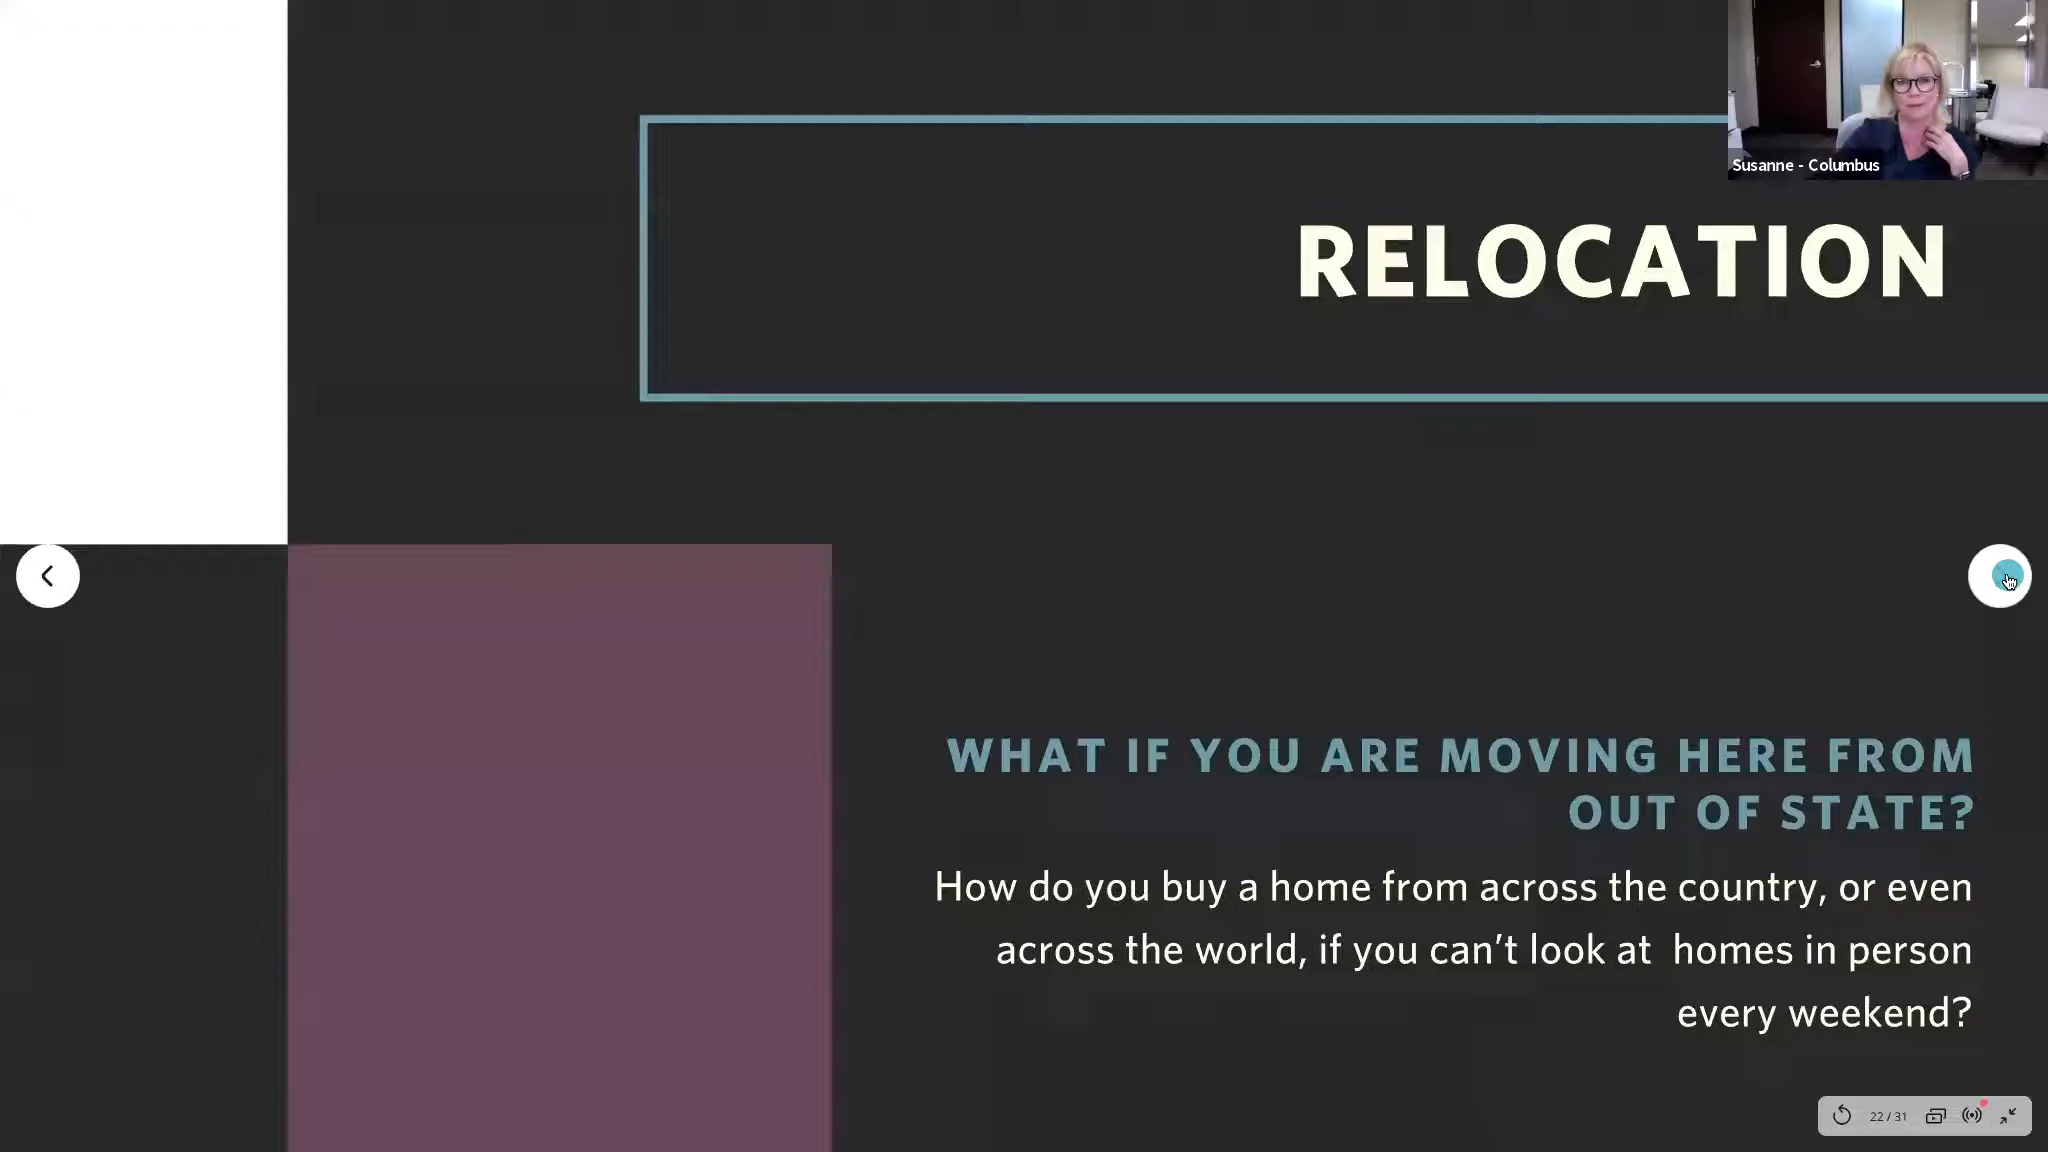 Susanne - Columbus
RELOCATION
WHAT IF YOU ARE MOVING HERE FROM
OUT OF STATE?
How do you buy a home from across the country, or even
across the world, if you can’t look at homes in person
every weekend?
22 / 31